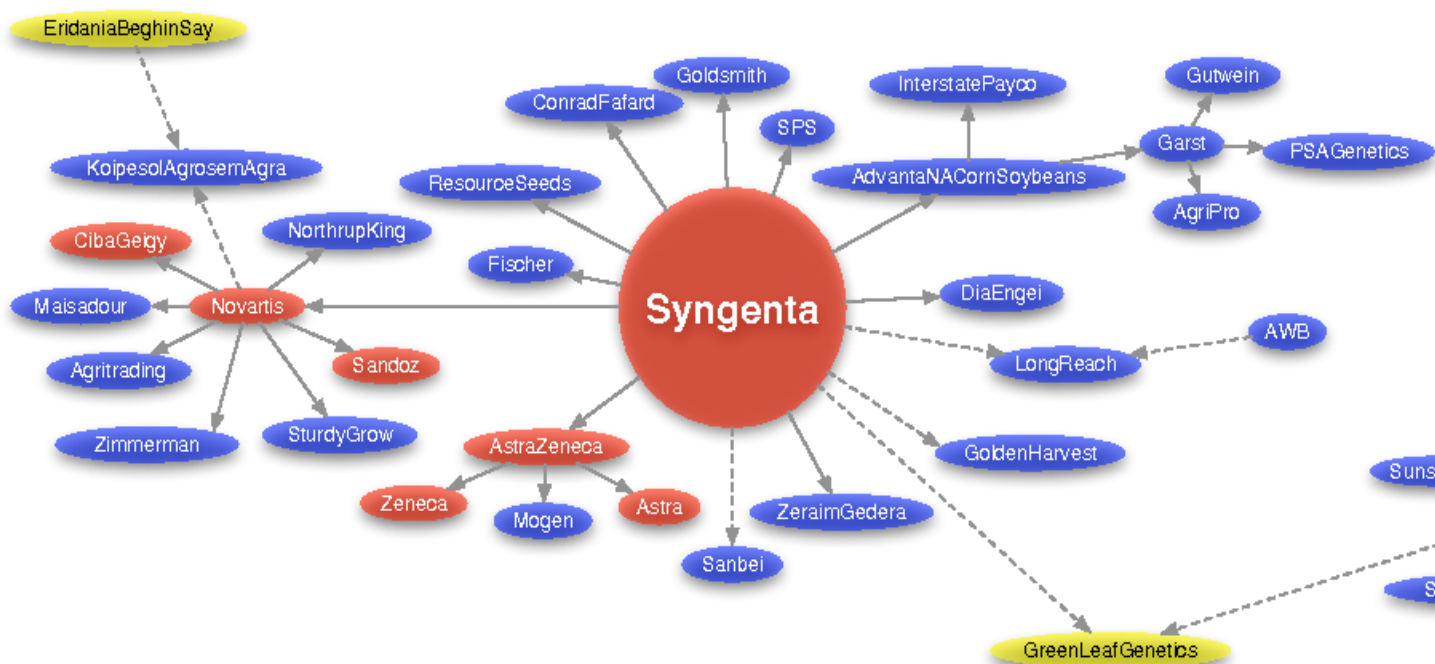 EridaniaBeghinSay
Goldsmith
InterstatePayco
Gutwein
ConradFafard
SPS
Garst
PSAGenetics
KoipesolAgrosemAgra
ResourceSeeds
AdvantaNACornSoybeans
AgriPro
CibaGeigy
NorthrupKing
Fischer
DiaEngei
Maisadour
Novartis
Syngenta
AWB
Agritrading
Sandoz
LongReach
Zimmerman
SturdyGrow
AstraZeneca
GoldenHarvest
Suns
Zeneca
Mogen
Astra
ZeraimGedera
Sanbei
S
GreenLeafGenetics